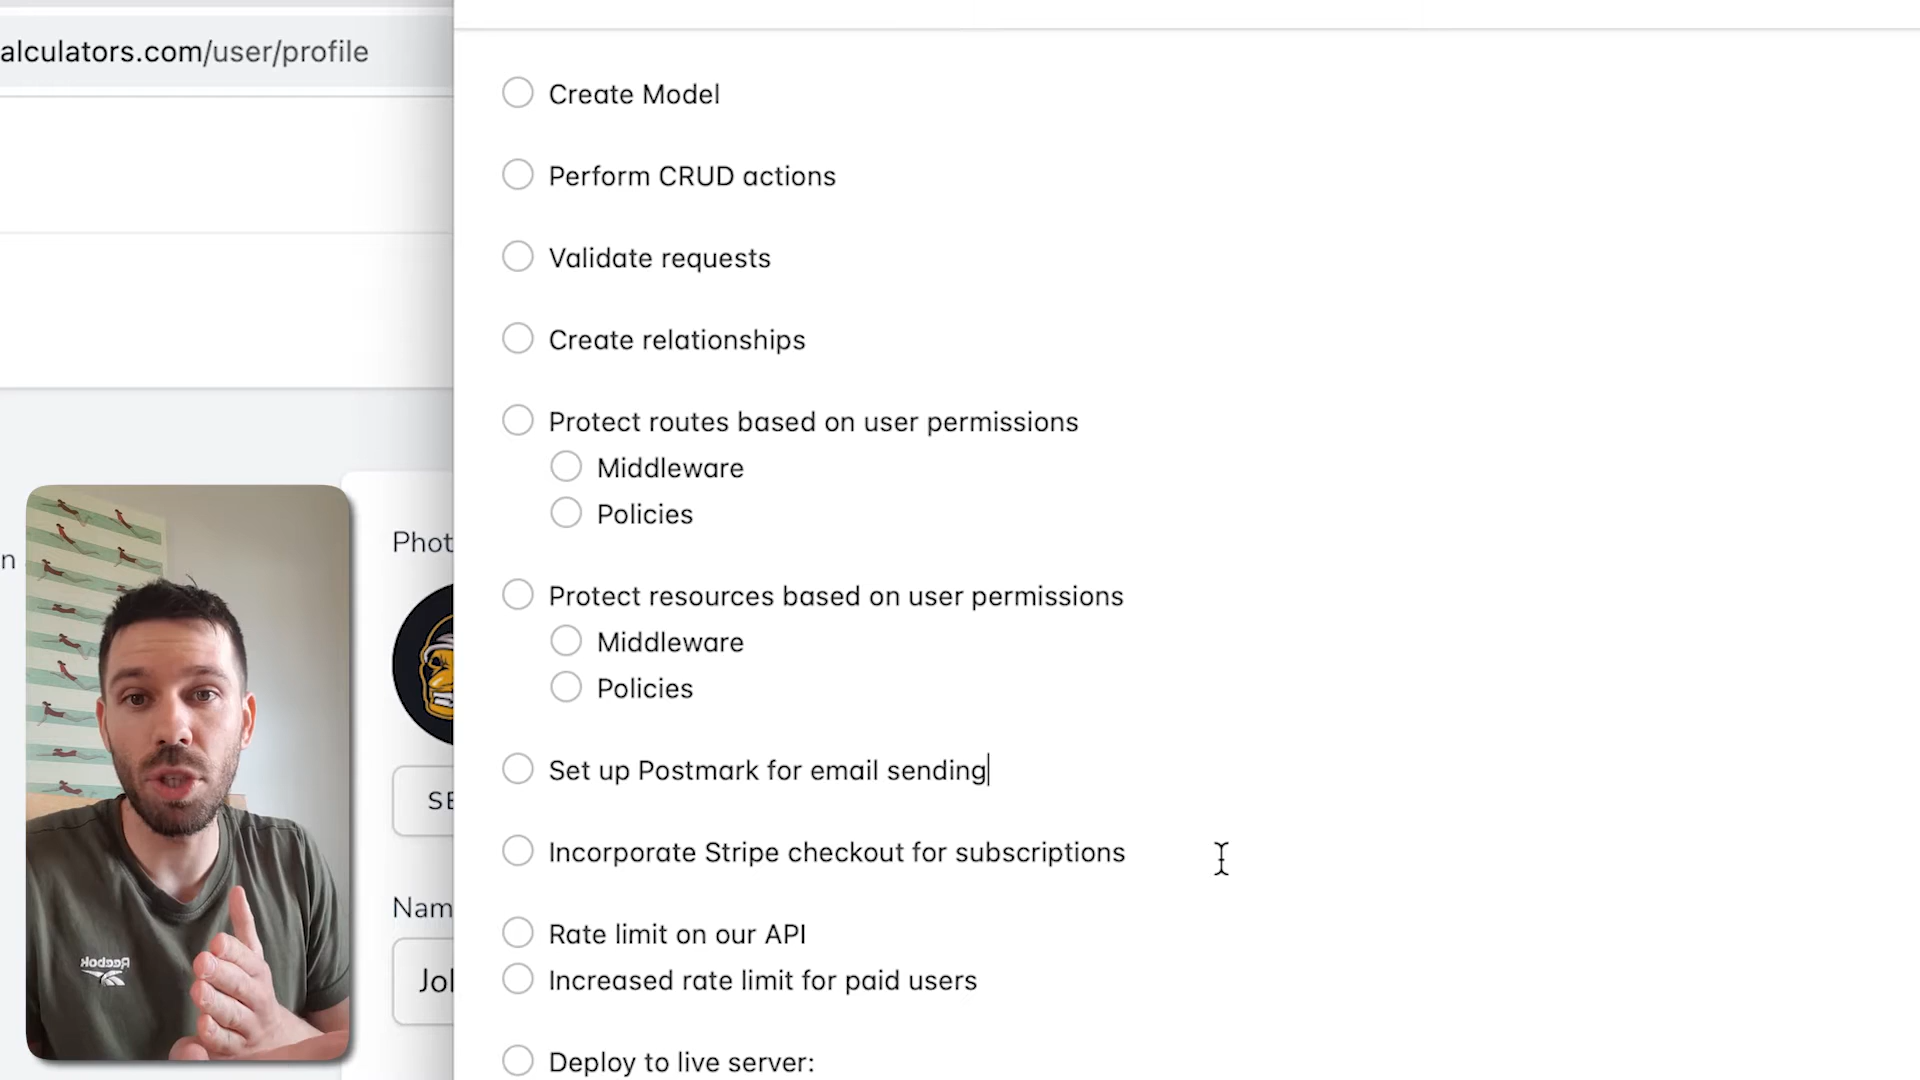 alculators.com/user/profile
Create Model
Perform CRUD actions
Validate requests
Create relationships
Protect routes based on user permissions
Middleware
Policies
Protect resources based on user permissions
Middleware
Policies
Set up Postmark for email sending
Incorporate Stripe checkout for subscriptions
Rate limit on our API
Increased rate limit for paid users
Deploy to live server:
n
Phot
SE
Nam
Jol
Reebok